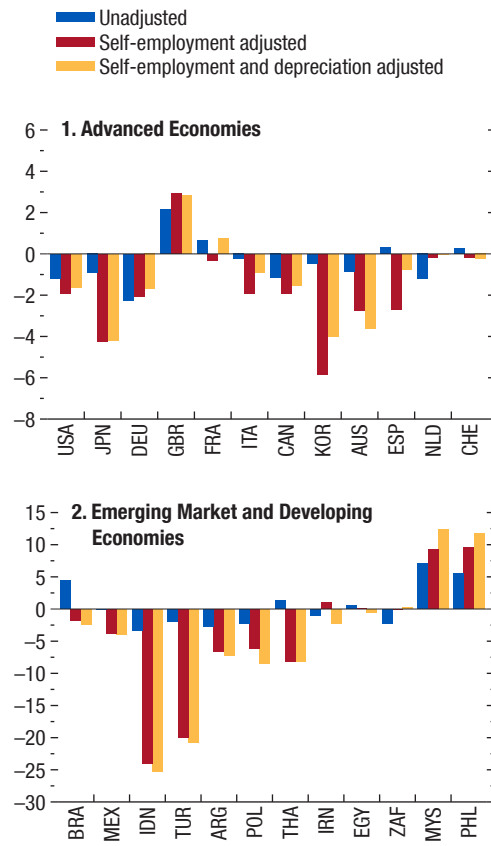 Unadjusted
Self-employment adjusted
Self-employment and depreciation adjusted
1. Advanced Economies
6
4
2
0
−2
−4
−6
−8
USA JPN DEU GBR FRA ITA CAN KOR AUS ESP NLD CHE
2. Emerging Market and Developing
Economies
15
10
5
0
−5
−10
−15
−20
−25
−30
BRA MEX IDN TUR ARG POL THA IRN EGY ZAF MYS PHL